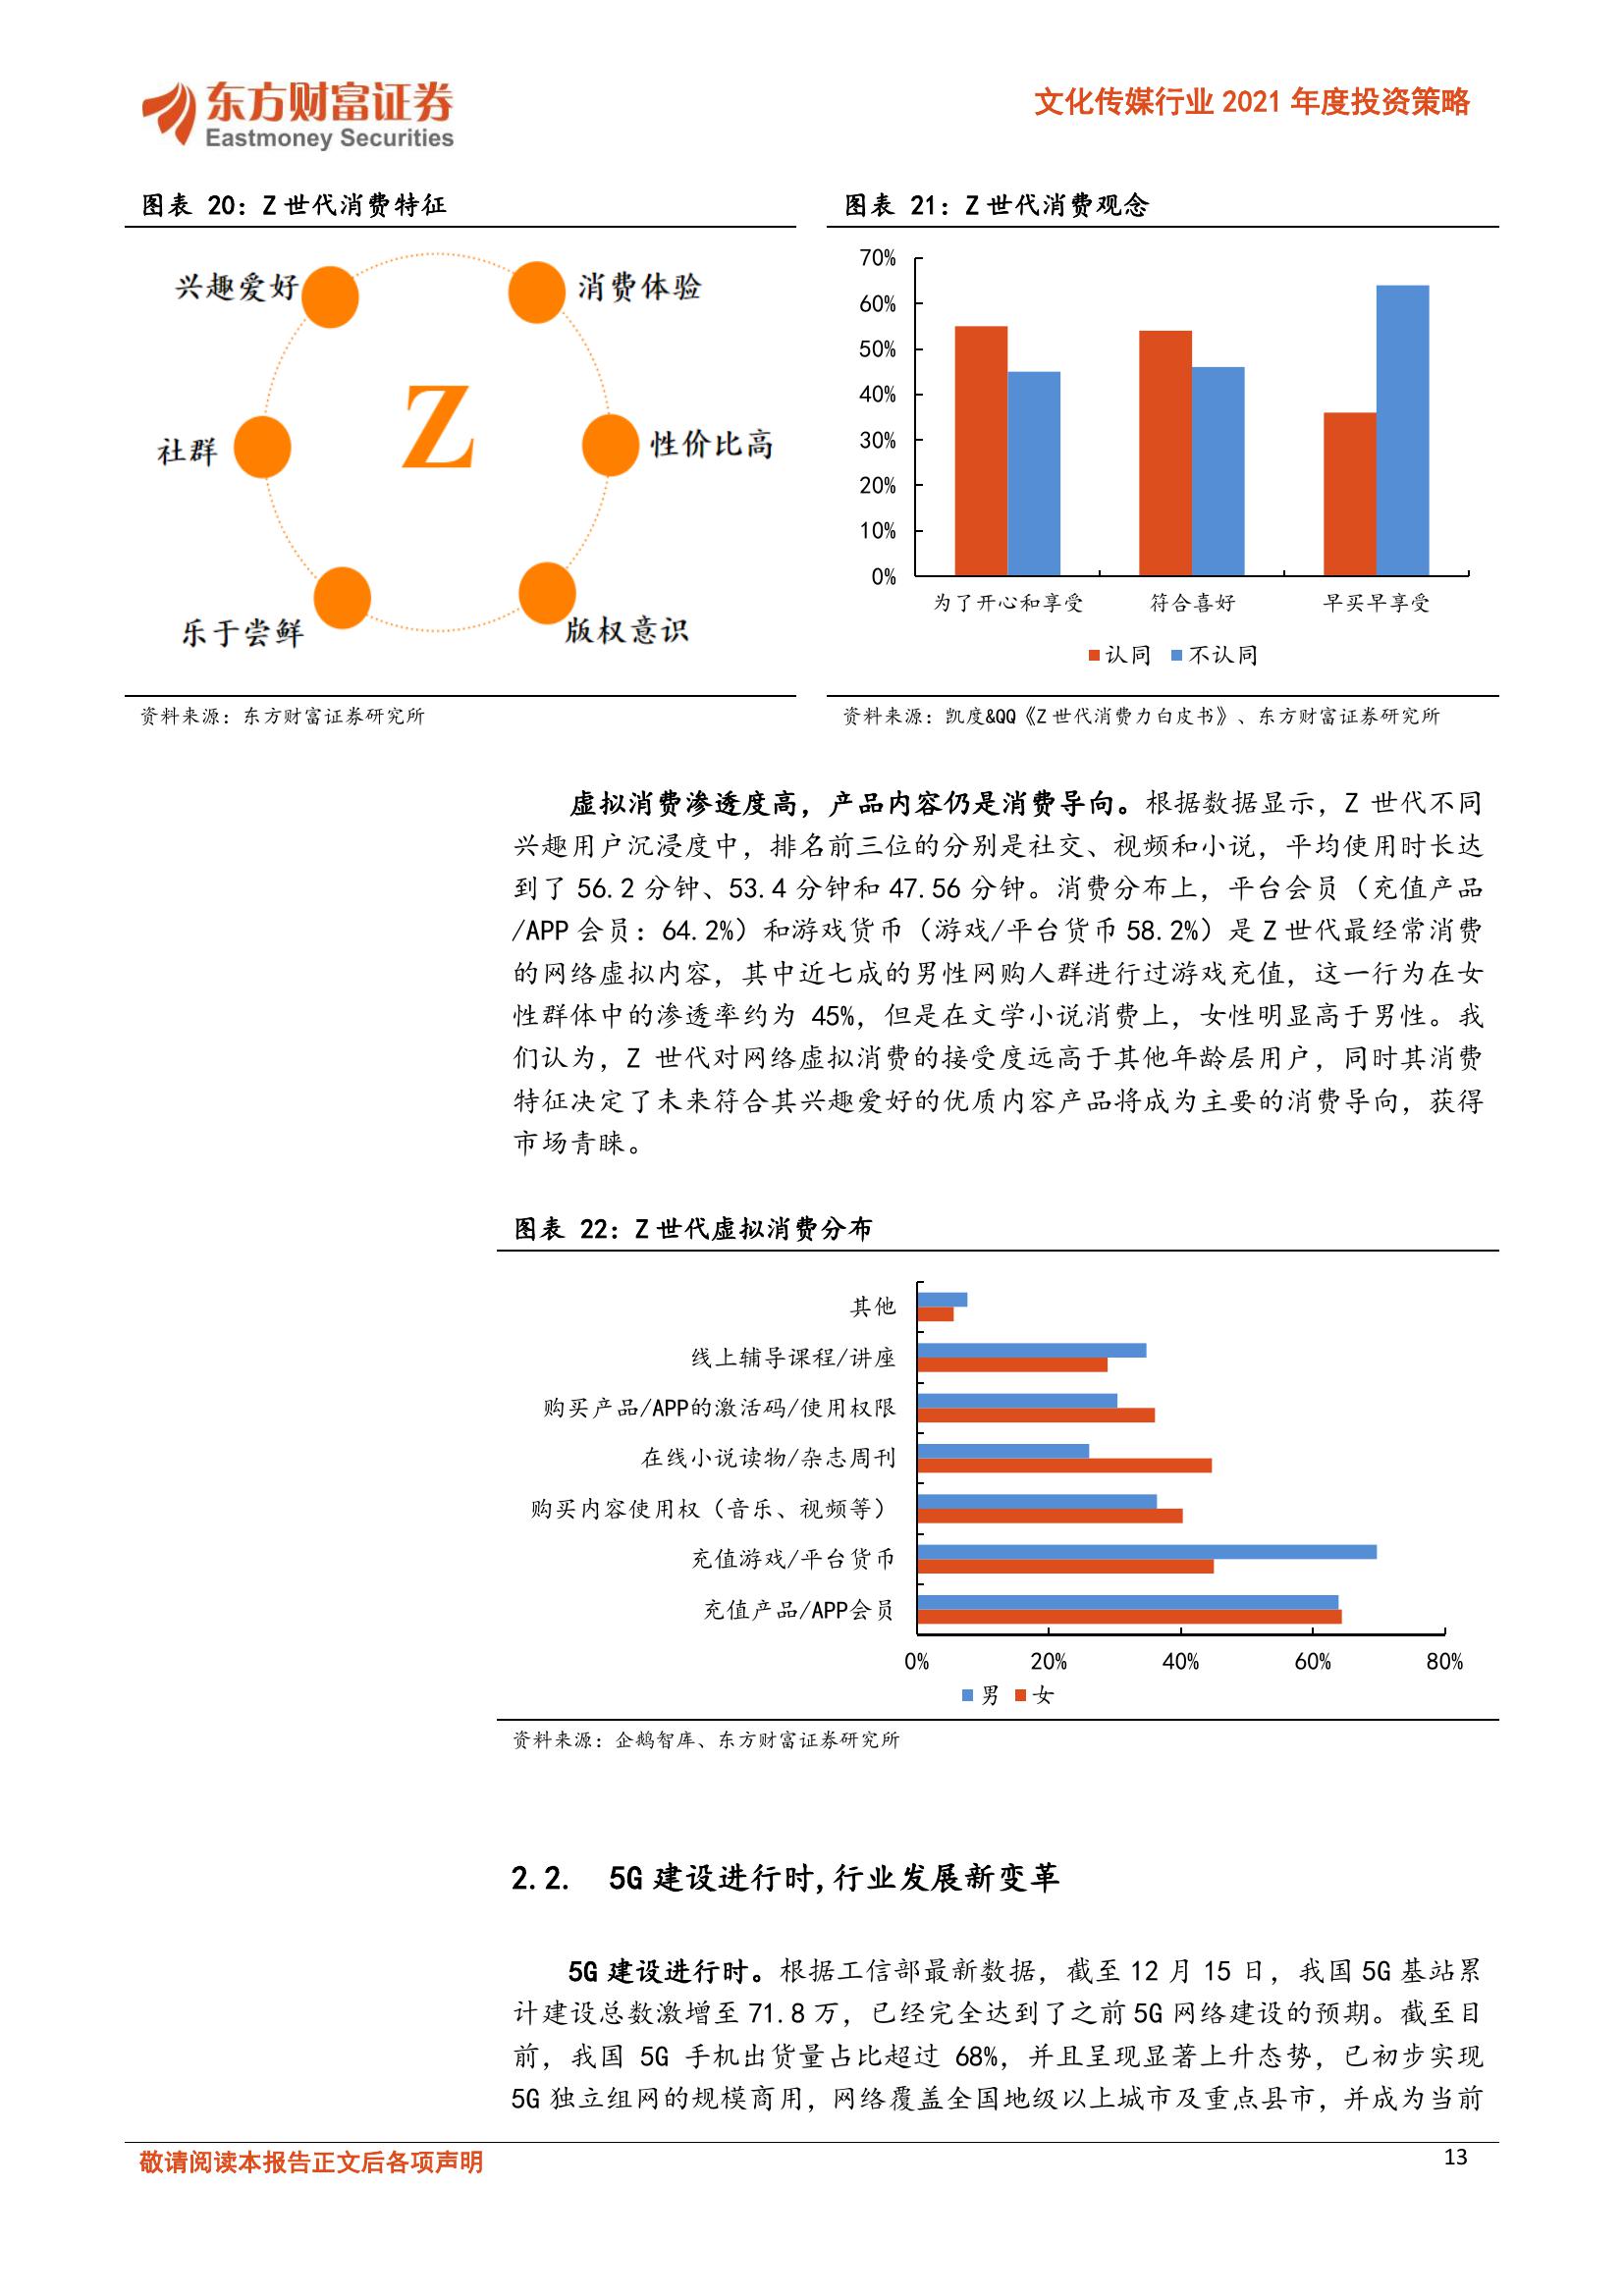 东方财富证券
Eastmoney Securities
文化传媒行业 2021 年度投资策略
图表 20：Z 世代消费特征
兴趣爱好
消费体验
Z
社群
性价比高
乐于尝鲜
版权意识
资料来源：东方财富证券研究所
图表 21：Z 世代消费观念
70%
60%
50%
40%
30%
20%
10%
0%
为了开心和享受
符合喜好
早买早享受
认同 不认同
资料来源：凯度&QQ《Z 世代消费力白皮书》、东方财富证券研究所
虚拟消费渗透度高，产品内容仍是消费导向。根据数据显示，Z 世代不同
兴趣用户沉浸度中，排名前三位的分别是社交、视频和小说，平均使用时长达
到了 56.2 分钟、53.4 分钟和 47.56 分钟。消费分布上，平台会员（充值产品
/APP 会员：64.2%）和游戏货币（游戏/平台货币 58.2%）是 Z 世代最经常消费
的网络虚拟内容，其中近七成的男性网购人群进行过游戏充值，这一行为在女
性群体中的渗透率约为 45%，但是在文学小说消费上，女性明显高于男性。我
们认为，Z 世代对网络虚拟消费的接受度远高于其他年龄层用户，同时其消费
特征决定了未来符合其兴趣爱好的优质内容产品将成为主要的消费导向，获得
市场青睐。
图表 22：Z 世代虚拟消费分布
其他
线上辅导课程/讲座
购买产品/APP的激活码/使用权限
在线小说读物/杂志周刊
购买内容使用权（音乐、视频等）
充值游戏/平台货币
充值产品/APP会员
0% 20% 40% 60% 80%
男 女
资料来源：企鹅智库、东方财富证券研究所
2.2. 5G 建设进行时,行业发展新变革
5G 建设进行时。根据工信部最新数据，截至 12 月 15 日，我国 5G 基站累
计建设总数激增至 71.8 万，已经完全达到了之前 5G 网络建设的预期。截至目
前，我国 5G 手机出货量占比超过 68%，并且呈现显著上升态势，已初步实现
5G 独立组网的规模商用，网络覆盖全国地级以上城市及重点县市，并成为当前
敬请阅读本报告正文后各项声明
13